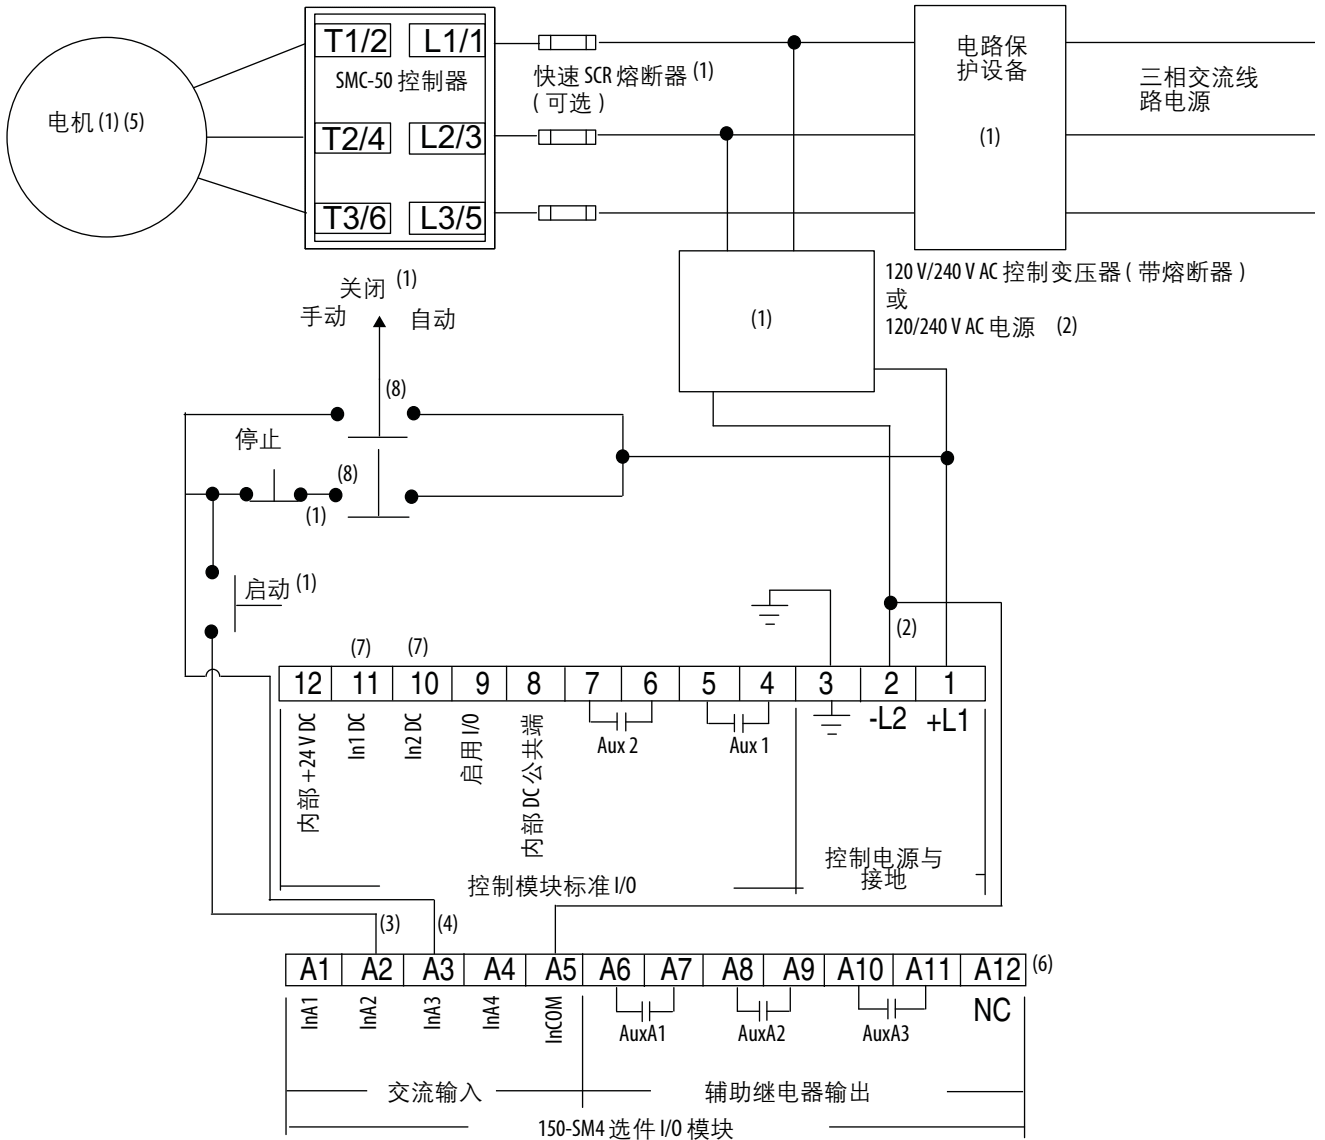 T1/2 L1/1
SMC-50 控制器
T2/4 L2/3
T3/6 L3/5
电机 (1) (5)
快速 SCR 熔断器 (1)
( 可选 )
电路保
护设备
(1)
三相交流线
路电源
(1)
120 V/240 V AC 控制变压器 ( 带熔断器 )
或
120/240 V AC 电源 (2)
关闭 (1)
手动 自动
(8)
停止
(8)
(1)
启动 (1)
(2)
(7) (7)
12 11 10 9 8 7 6 5 4 3 2 1
内部 +24 V DC
In1 DC
In2 DC
启用 I/O
内部 DC 公共端
Aux 2
Aux 1
-L2
+L1
控制模块标准 I/O
控制电源与
接地
(3) (4)
A1 A2 A3 A4 A5 A6 A7 A8 A9 A10 A11 A12 (6)
InA1
InA2
InA3
InA4
InCOM
AuxA1
AuxA2
AuxA3
NC
交流输入
辅助继电器输出
150-SM4 选件 I/O 模块